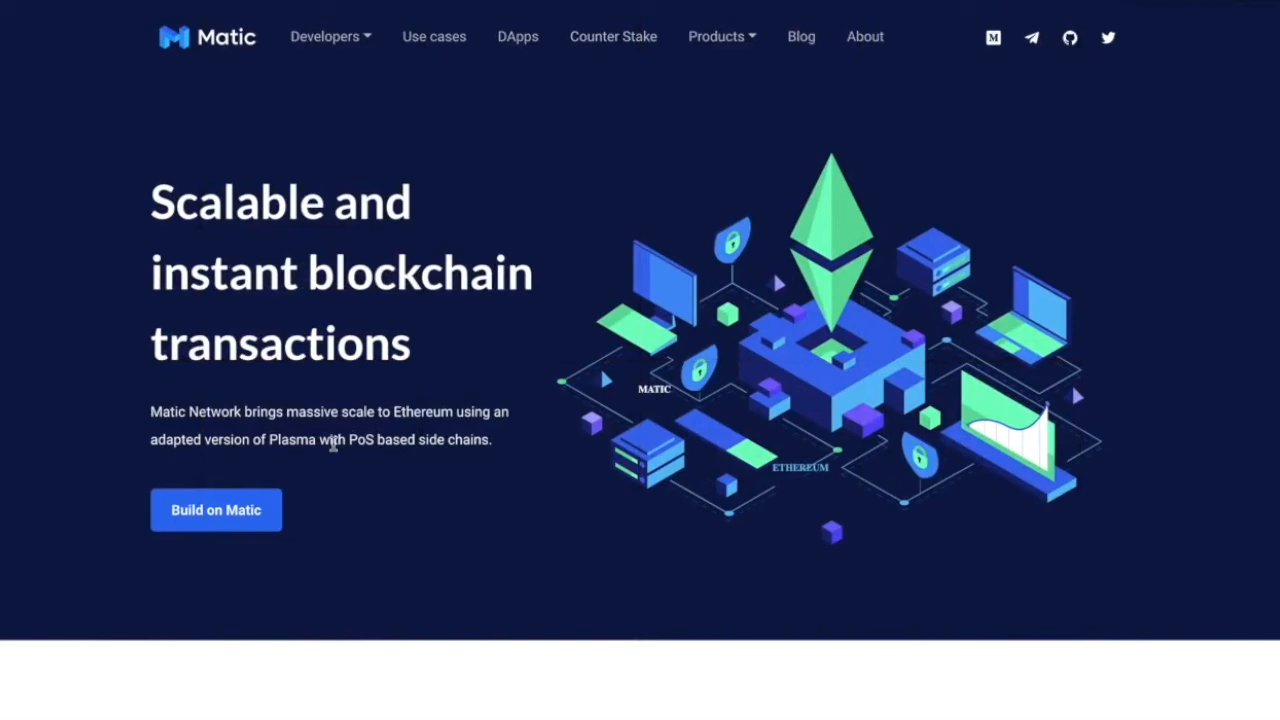 Matic Developers Use cases DApps Counter Stake Products Blog About M
Scalable and
instant blockchain
transactions
Matic Network brings massive scale to Ethereum using an
adapted version of Plasma with PoS based side chains.
Build on Matic
MATIC
ETHEREUM